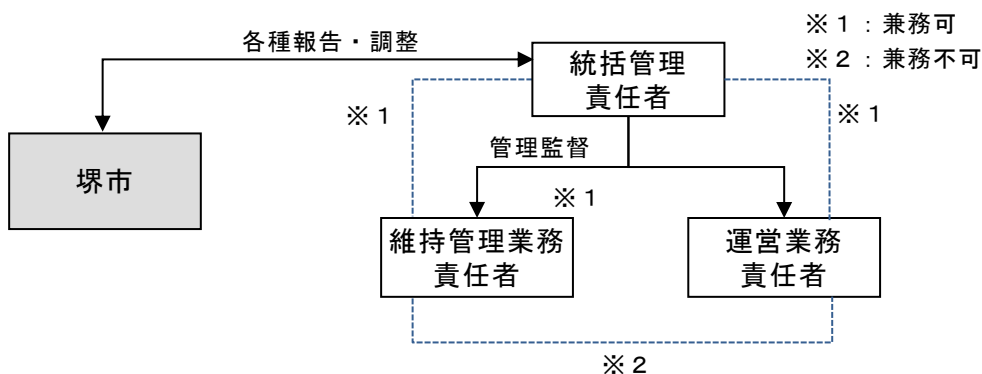 ※1：兼務可
※2：兼務不可
各種報告・調整
統括管理
責任者
※1
※1
堺市
管理監督
※1
維持管理業務
責任者
運営業務
責任者
※2